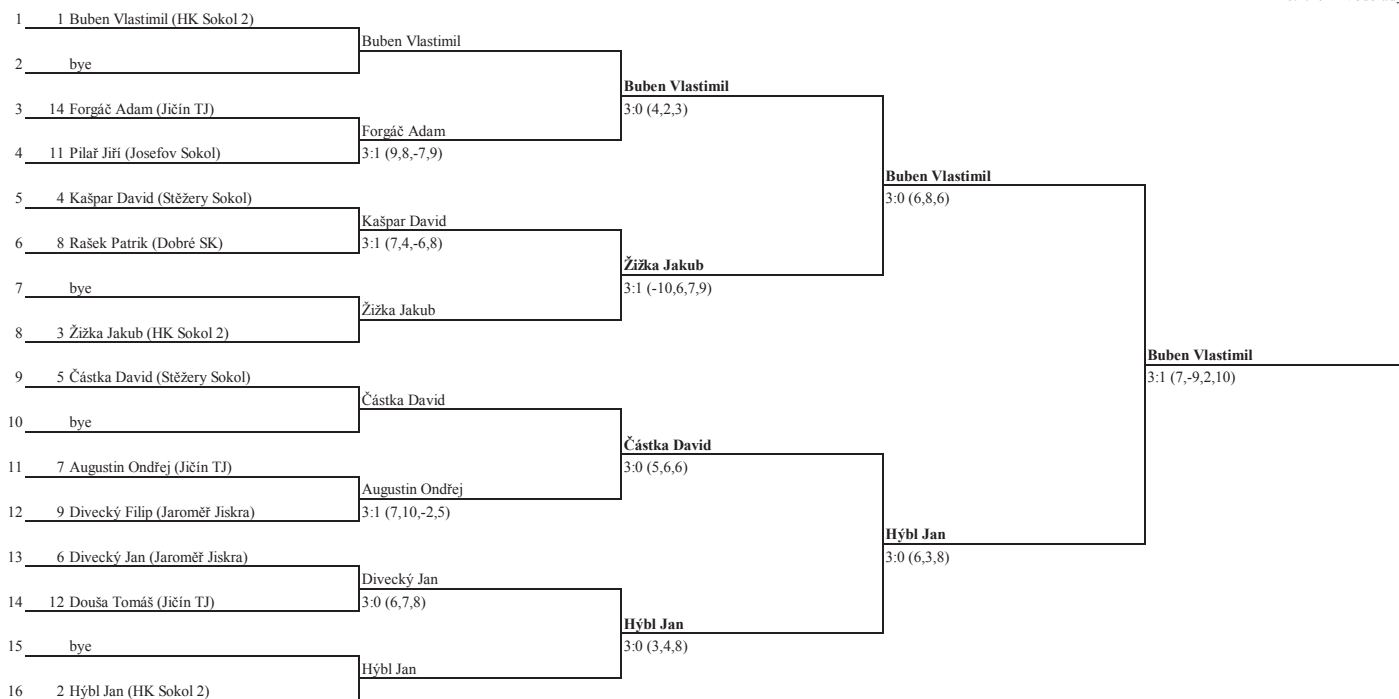 1 1 Buben Vlastimil (HK Sokol 2)
Buben Vlastimil
2 bye
Buben Vlastimil
3:0 (4,2,3)
3 14 Forgáč Adam (Jičín TJ)
Forgáč Adam
3:1 (9,8,-7,9)
4 11 Pilař Jiří (Josefov Sokol)
Buben Vlastimil
3:0 (6,8,6)
5 4 Kašpar David (Stěžery Sokol)
Kašpar David
3:1 (7,4,-6,8)
6 8 Rašek Patrik (Dobré SK)
Žižka Jakub
3:1 (-10,6,7,9)
7 bye
Žižka Jakub
8 3 Žižka Jakub (HK Sokol 2)
Buben Vlastimil
3:1 (7,-9,2,10)
9 5 Částka David (Stěžery Sokol)
Částka David
10 bye
Částka David
3:0 (5,6,6)
11 7 Augustin Ondřej (Jičín TJ)
Augustin Ondřej
3:1 (7,10,-2,5)
12 9 Divecký Filip (Jaroměř Jiskra)
Hýbl Jan
3:0 (6,3,8)
13 6 Divecký Jan (Jaroměř Jiskra)
Divecký Jan
3:0 (6,7,8)
14 12 Douša Tomáš (Jičín TJ)
Hýbl Jan
3:0 (3,4,8)
15 bye
Hýbl Jan
16 2 Hýbl Jan (HK Sokol 2)